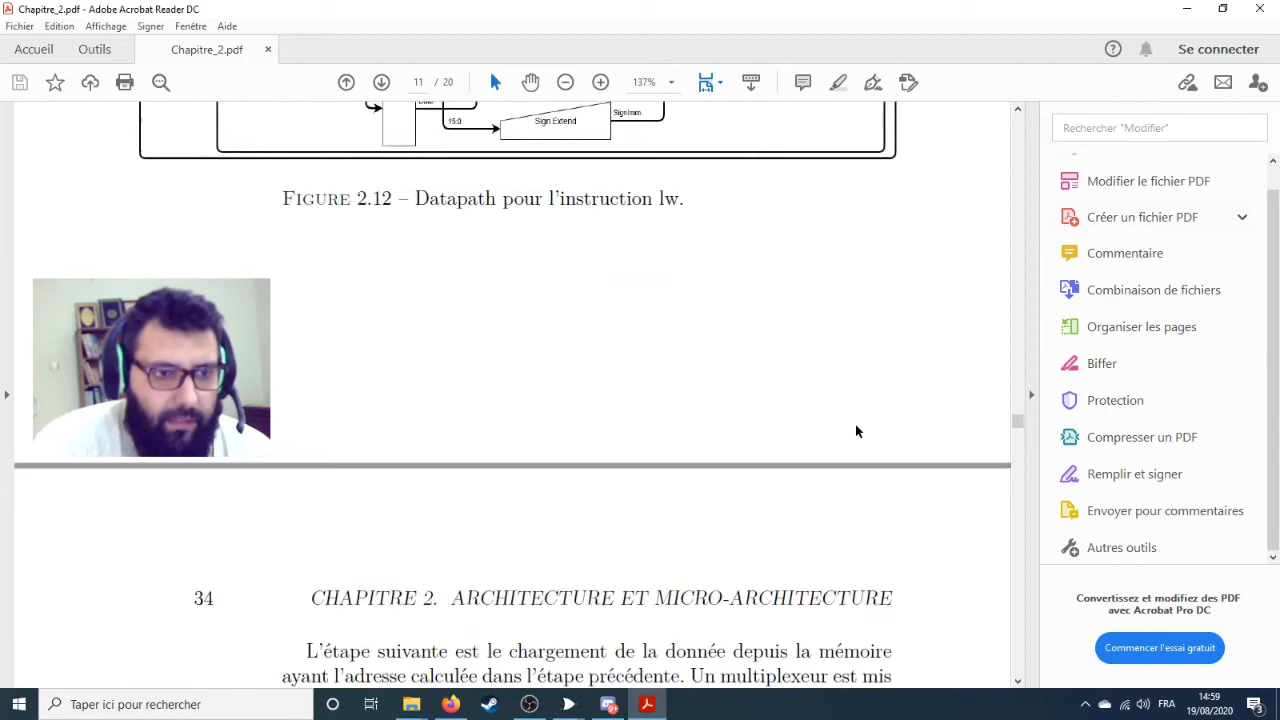 Chapitre_2.pdf - Adobe Acrobat Reader DC
Fichier Edition Affichage Signer Fenêtre Aide
Accueil Outils Chapitre_2.pdf × Se connecter
11 / 20 137%
Rechercher "Modifier"
15:0 Sign Extend SignImm
FIGURE 2.12 – Datapath pour l'instruction lw.
34 CHAPITRE 2. ARCHITECTURE ET MICRO-ARCHITECTURE
L'étape suivante est le chargement de la donnée depuis la mémoire
ayant l'adresse calculée dans l'étape précédente. Un multiplexeur est mis
Modifier le fichier PDF
Créer un fichier PDF
Commentaire
Combinaison de fichiers
Organiser les pages
Biffer
Protection
Compresser un PDF
Remplir et signer
Envoyer pour commentaires
Autres outils
Convertissez et modifiez des PDF
avec Acrobat Pro DC
Commencer l'essai gratuit
Taper ici pour rechercher
FRA
14:59
19/08/2020
3